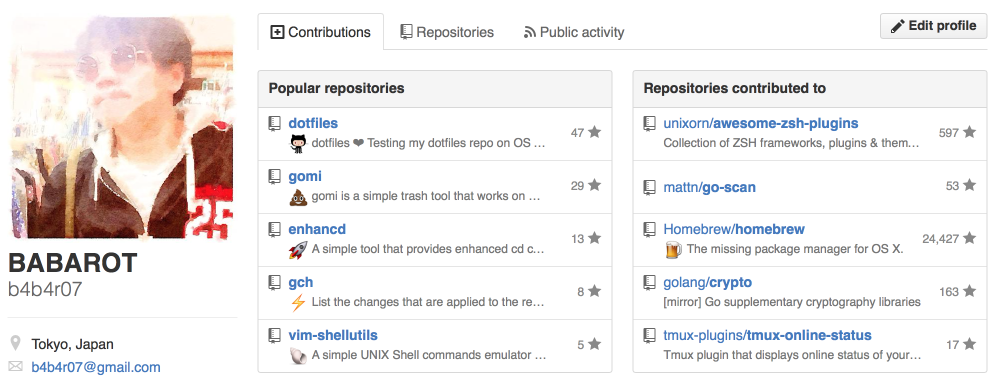 Contributions
Repositories
Public activity
Edit profile
BABAROT
b4b4r07
Tokyo, Japan
b4b4r07@gmail.com
Popular repositories
dotfiles
dotfiles ❤ Testing my dotfiles repo on OS …
47 ★
gomi
💩 gomi is a simple trash tool that works on …
29 ★
enhancd
🚀 A simple tool that provides enhanced cd c…
13 ★
gch
⚡ List the changes that are applied to the re…
8 ★
vim-shellutils
🐚 A simple UNIX Shell commands emulator …
5 ★
Repositories contributed to
unixorn/awesome-zsh-plugins
Collection of ZSH frameworks, plugins & them…
597 ★
mattn/go-scan
53 ★
Homebrew/homebrew
🍺 The missing package manager for OS X.
24,427 ★
golang/crypto
[mirror] Go supplementary cryptography libraries
163 ★
tmux-plugins/tmux-online-status
Tmux plugin that displays online status of your…
17 ★